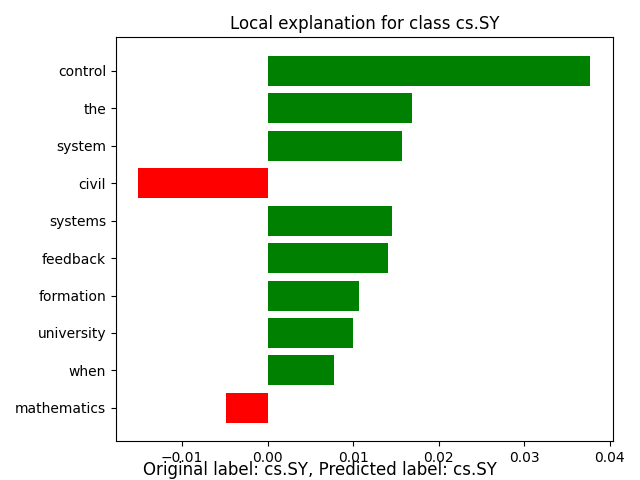 Local explanation for class cs.SY
control
the
system
civil
systems
feedback
formation
university
when
mathematics
−0.01 0.00 0.01 0.02 0.03 0.04
Original label: cs.SY, Predicted label: cs.SY